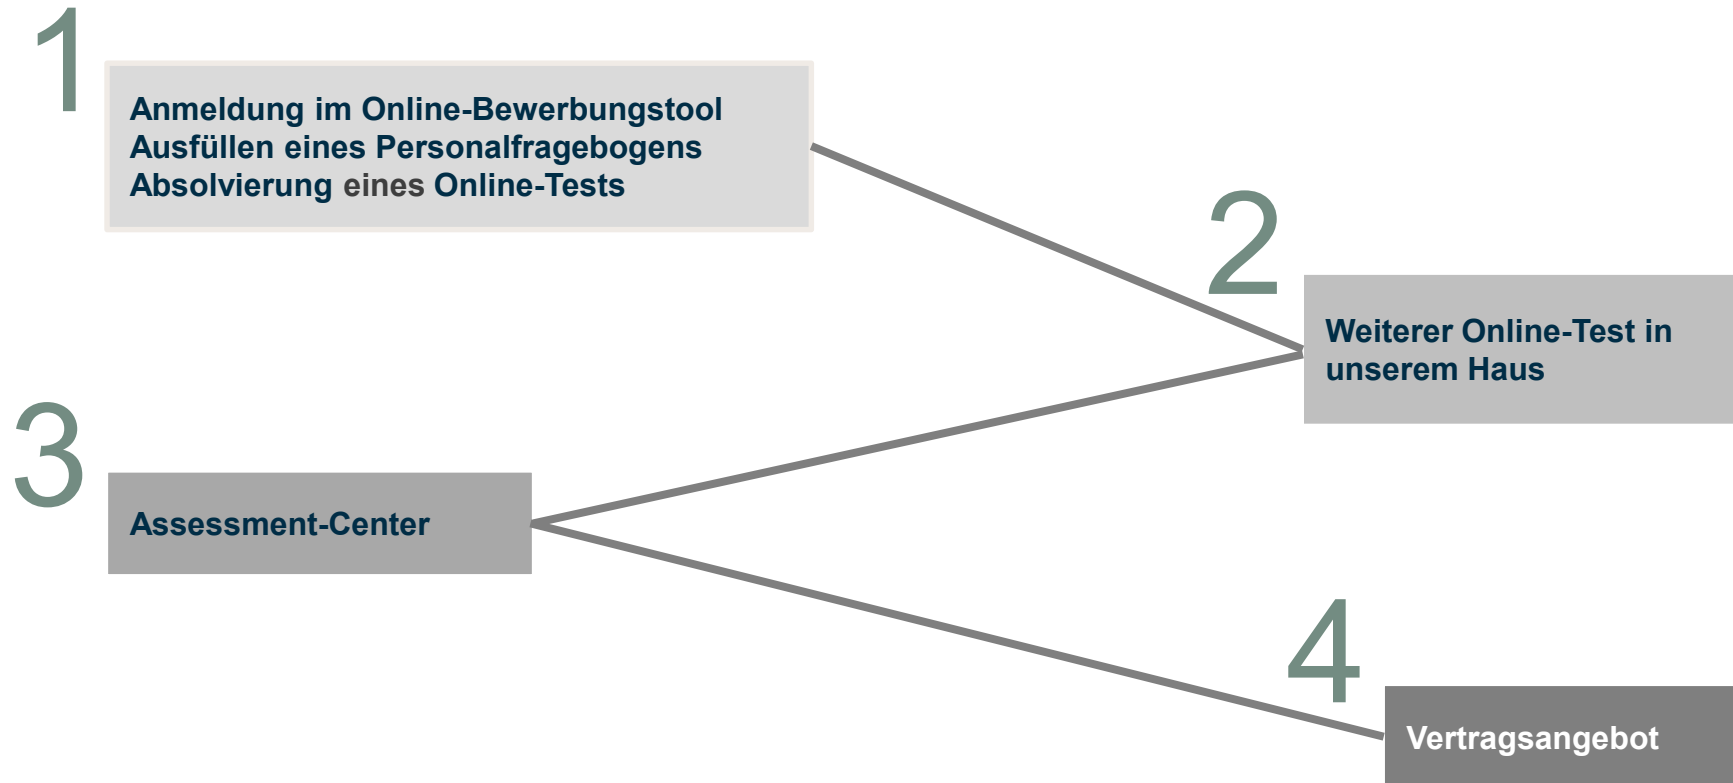 1
Anmeldung im Online-Bewerbungstool
Ausfüllen eines Personalfragebogens
Absolvierung eines Online-Tests
2
Weiterer Online-Test in
unserem Haus
3
Assessment-Center
4
Vertragsangebot